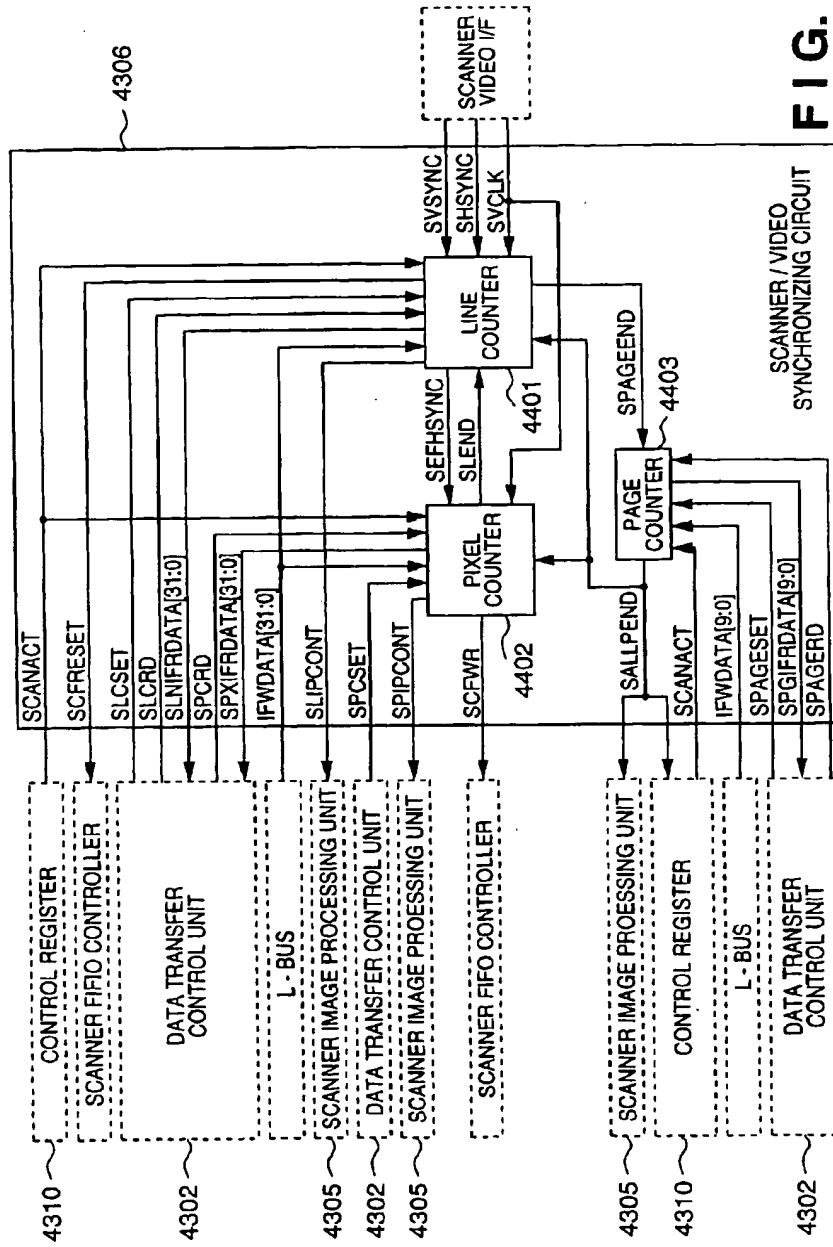 4306
SCANNER
VIDEO I/F
FIG.
SCANNER / VIDEO
SYNCHRONIZING CIRCUIT
SVSYNC
SHSYNC
SVCLK
LINE
COUNTER
4401
SPAGEEND
4403
PAGE
COUNTER
SEFHSYNC
SLEND
PIXEL
COUNTER
4402
SCANACT
SCFRESET
SLCSET
SLCRD
SLNIFRDATA[31:0]
SPCRD
SPXIFRDATA[31:0]
IFWDATA[31:0]
SLIPCONT
SPCSET
SPIPCONT
SCFWR
SALLPEND
SCANACT
IFWDATA[9:0]
SPAGESET
SPGIFRDATA[9:0]
SPAGERD
4310
CONTROL REGISTER
SCANNER FIFIO CONTROLLER
4302
DATA TRANSFER
CONTROL UNIT
L - BUS
4305
SCANNER IMAGE PROCESSING UNIT
4302
DATA TRANSFER CONTROL UNIT
4305
SCANNER IMAGE PROCESSING UNIT
SCANNER FIFO CONTROLLER
4305
SCANNER IMAGE PROESSING UNIT
4310
CONTROL REGISTER
L - BUS
4302
DATA TRANSFER
CONTROL UNIT